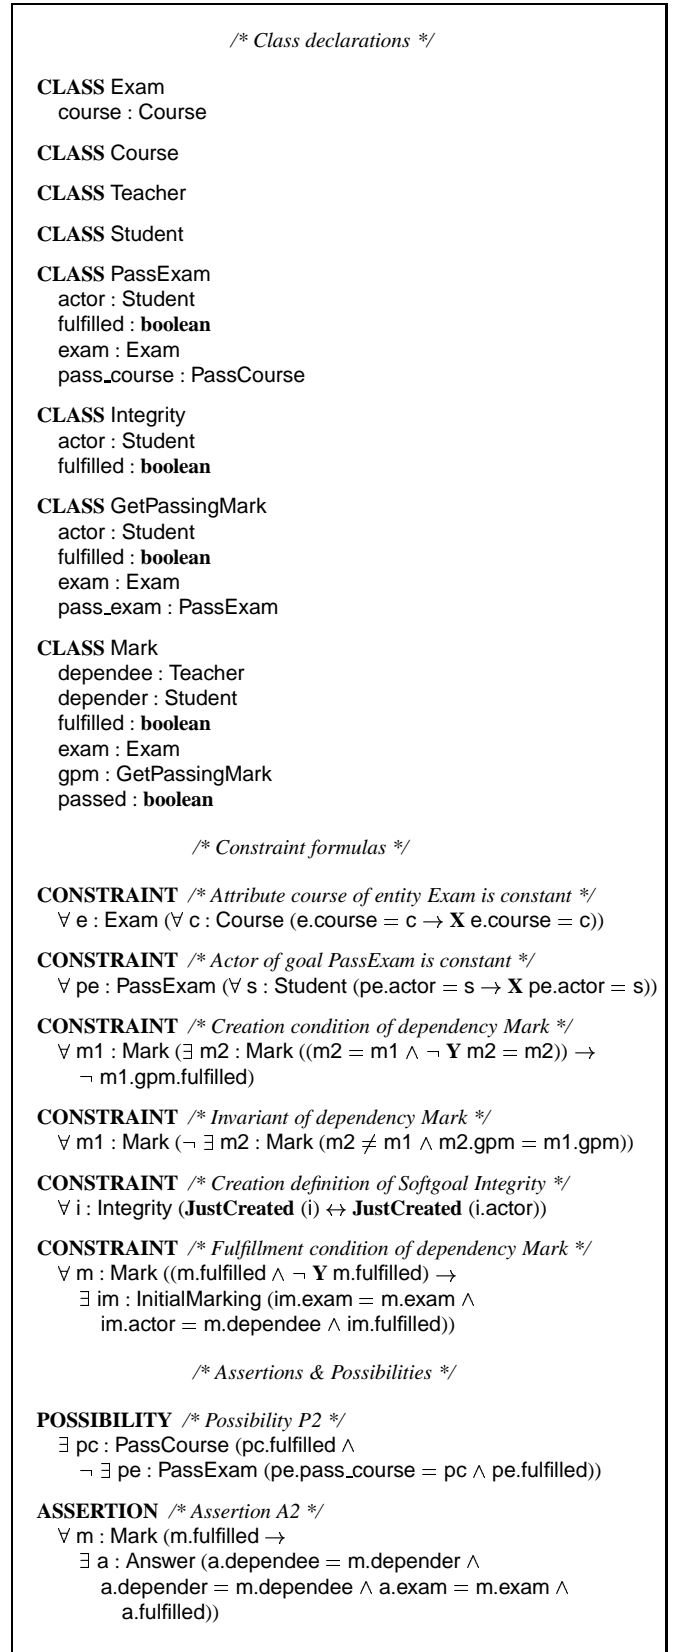 /* Class declarations */
CLASS Exam
course : Course
CLASS Course
CLASS Teacher
CLASS Student
CLASS PassExam
actor : Student
fulfilled : boolean
exam : Exam
pass_course : PassCourse
CLASS Integrity
actor : Student
fulfilled : boolean
CLASS GetPassingMark
actor : Student
fulfilled : boolean
exam : Exam
pass_exam : PassExam
CLASS Mark
dependee : Teacher
depender : Student
fulfilled : boolean
exam : Exam
gpm : GetPassingMark
passed : boolean
/* Constraint formulas */
CONSTRAINT /* Attribute course of entity Exam is constant */
∀ e : Exam (∀ c : Course (e.course = c → X e.course = c))
CONSTRAINT /* Actor of goal PassExam is constant */
∀ pe : PassExam (∀ s : Student (pe.actor = s → X pe.actor = s))
CONSTRAINT /* Creation condition of dependency Mark */
∀ m1 : Mark (∃ m2 : Mark ((m2 = m1 ∧ ¬ Y m2 = m2)) →
¬ m1.gpm.fulfilled)
CONSTRAINT /* Invariant of dependency Mark */
∀ m1 : Mark (¬ ∃ m2 : Mark (m2 ≠ m1 ∧ m2.gpm = m1.gpm))
CONSTRAINT /* Creation definition of Softgoal Integrity */
∀ i : Integrity (JustCreated (i) ↔ JustCreated (i.actor))
CONSTRAINT /* Fulfillment condition of dependency Mark */
∀ m : Mark ((m.fulfilled ∧ ¬ Y m.fulfilled) →
∃ im : InitialMarking (im.exam = m.exam ∧
im.actor = m.dependee ∧ im.fulfilled))
/* Assertions & Possibilities */
POSSIBILITY /* Possibility P2 */
∃ pc : PassCourse (pc.fulfilled ∧
¬ ∃ pe : PassExam (pe.pass_course = pc ∧ pe.fulfilled))
ASSERTION /* Assertion A2 */
∀ m : Mark (m.fulfilled →
∃ a : Answer (a.dependee = m.depender ∧
a.depender = m.dependee ∧ a.exam = m.exam ∧
a.fulfilled))